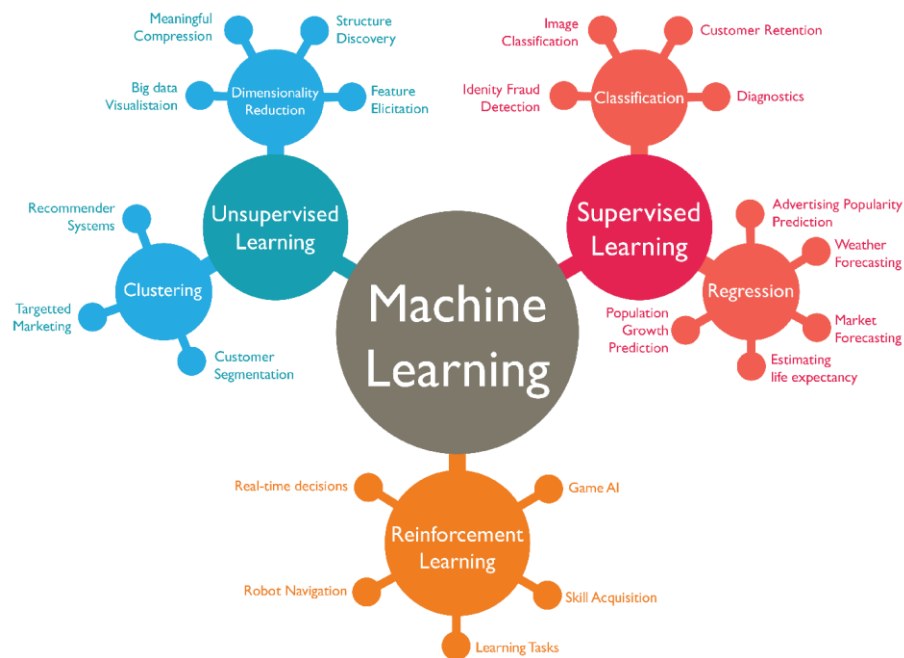 Meaningful
Compression
Structure
Discovery
Big data
Visualistaion
Dimensionality
Reduction
Feature
Elicitation
Image
Classification
Customer Retention
Idenity Fraud
Detection
Classification
Diagnostics
Unsupervised
Learning
Supervised
Learning
Recommender
Systems
Clustering
Targetted
Marketing
Customer
Segmentation
Machine
Learning
Advertising Popularity
Prediction
Weather
Forecasting
Regression
Population
Growth
Prediction
Market
Forecasting
Estimating
life expectancy
Real-time decisions
Game AI
Reinforcement
Learning
Robot Navigation
Skill Acquisition
Learning Tasks